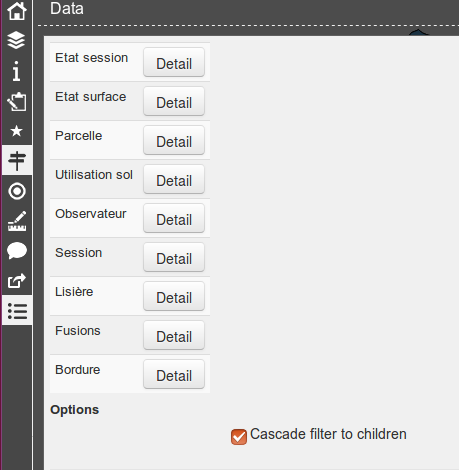 Data
Etat session Detail
Etat surface Detail
Parcelle Detail
Utilisation sol Detail
Observateur Detail
Session Detail
Lisière Detail
Fusions Detail
Bordure Detail
Options
Cascade filter to children